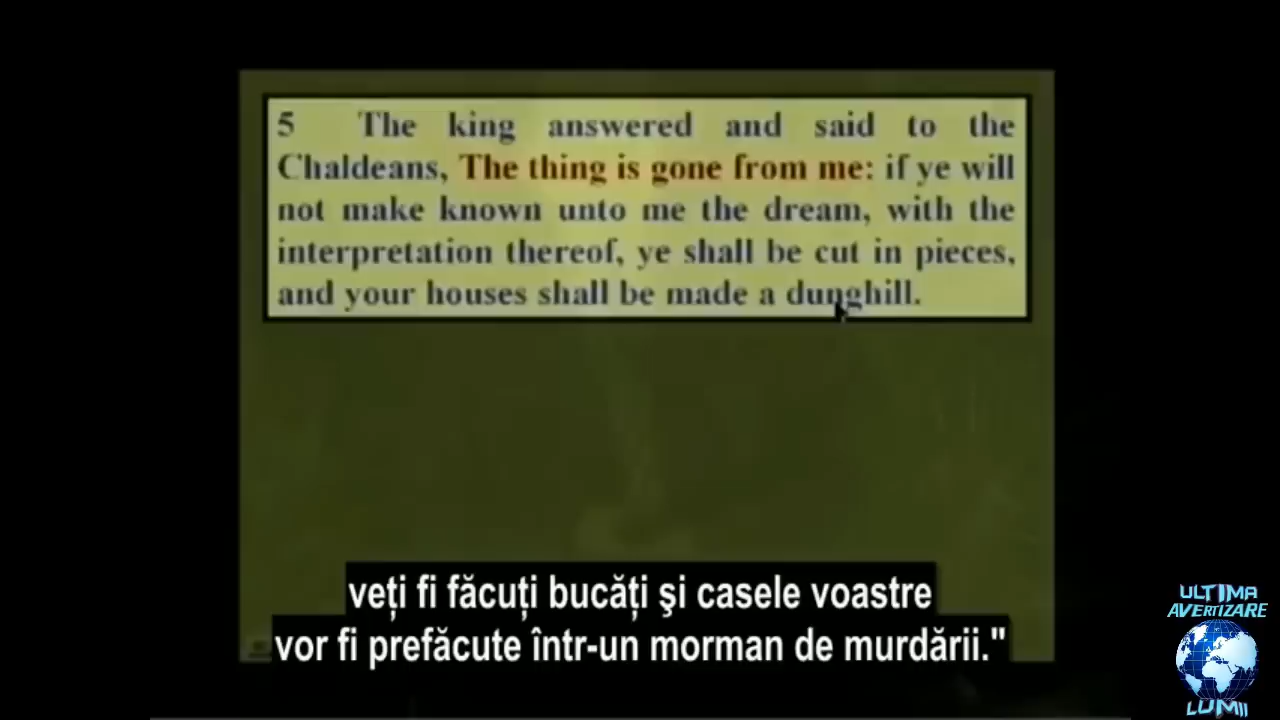 5 The king answered and said to the
Chaldeans, The thing is gone from me: if ye will
not make known unto me the dream, with the
interpretation thereof, ye shall be cut in pieces,
and your houses shall be made a dunghill.
veți fi făcuți bucăți şi casele voastre
vor fi prefăcute într-un morman de murdării."
ULTIMA
AVERTIZARE
LUMII